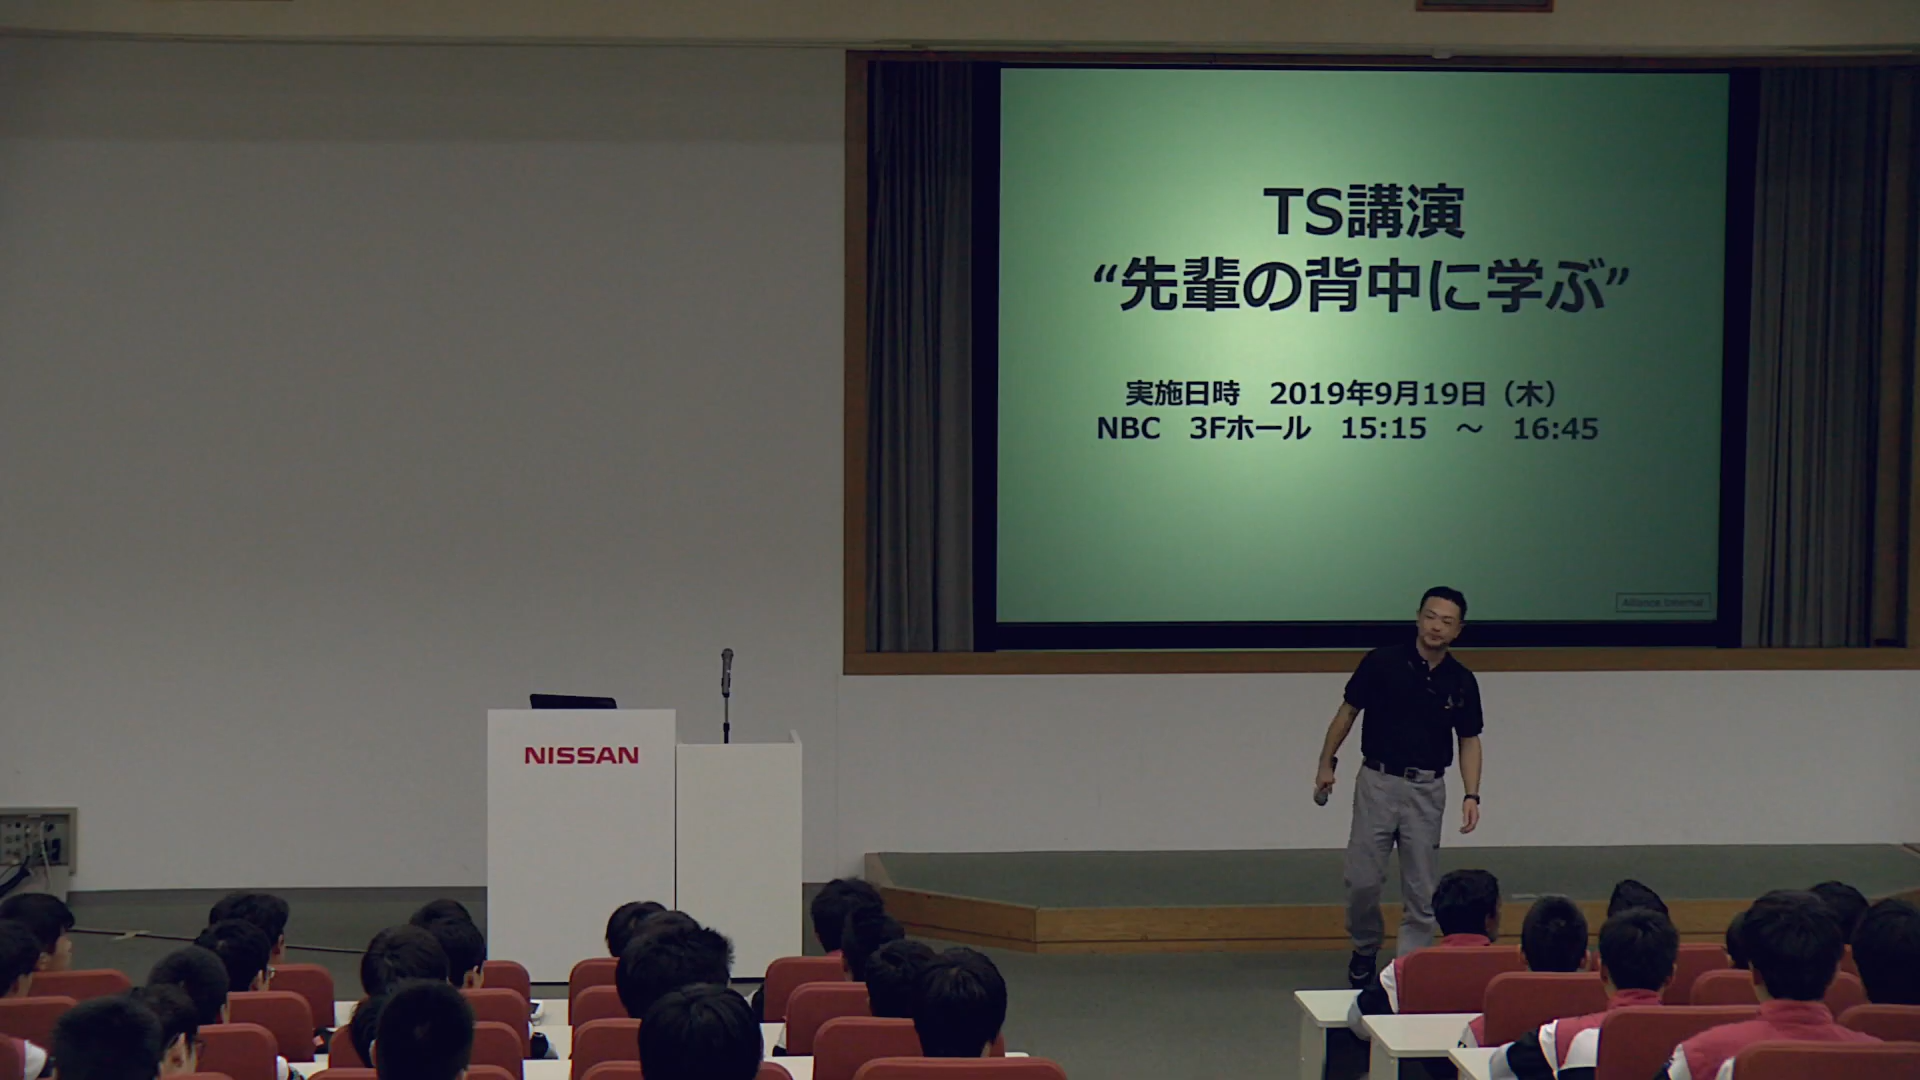 TS講演
“先輩の背中に学ぶ”
実施日時　2019年9月19日（木）
NBC　3Fホール　15:15　～　16:45
Alliance Internal
NISSAN